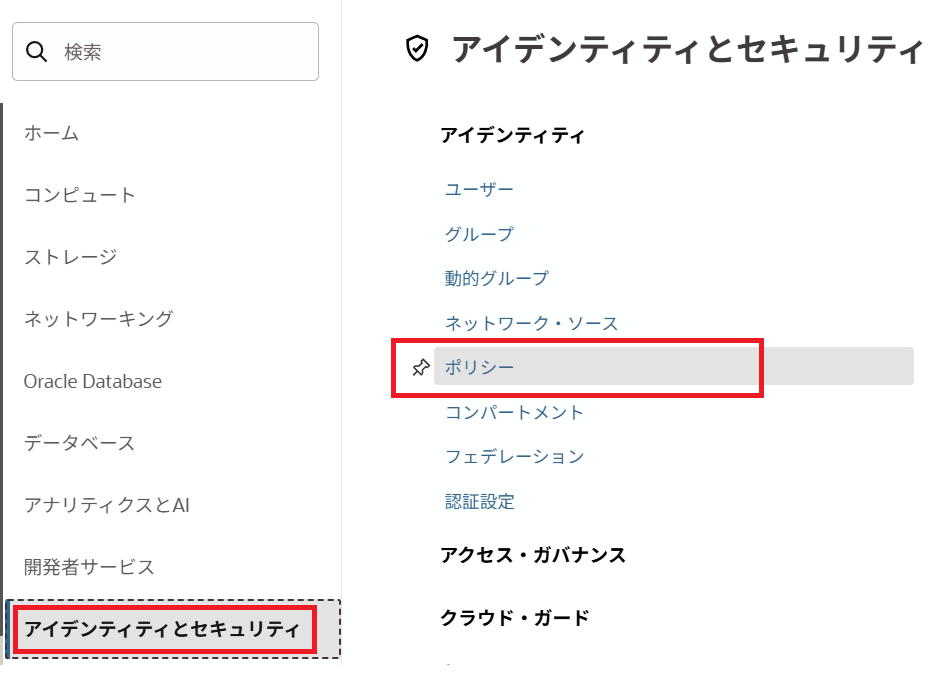 検索
ホーム
コンピュート
ストレージ
ネットワーキング
Oracle Database
データベース
アナリティクスとAI
開発者サービス
アイデンティティとセキュリティ
アイデンティティとセキュリティ
アイデンティティ
ユーザー
グループ
動的グループ
ネットワーク・ソース
ポリシー
コンパートメント
フェデレーション
認証設定
アクセス・ガバナンス
クラウド・ガード